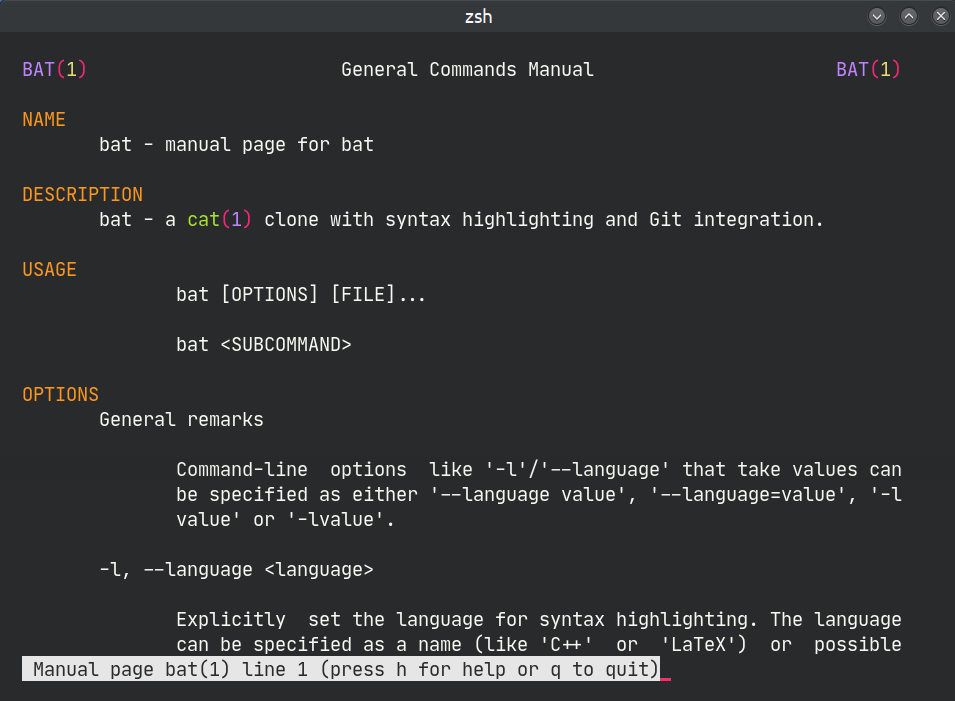 zsh
BAT(1) General Commands Manual BAT(1)
NAME
bat - manual page for bat
DESCRIPTION
bat - a cat(1) clone with syntax highlighting and Git integration.
USAGE
bat [OPTIONS] [FILE]...
bat <SUBCOMMAND>
OPTIONS
General remarks
Command-line options like '-l'/'--language' that take values can
be specified as either '--language value', '--language=value', '-l
value' or '-lvalue'.
-l, --language <language>
Explicitly set the language for syntax highlighting. The language
can be specified as a name (like 'C++' or 'LaTeX') or possible
Manual page bat(1) line 1 (press h for help or q to quit)